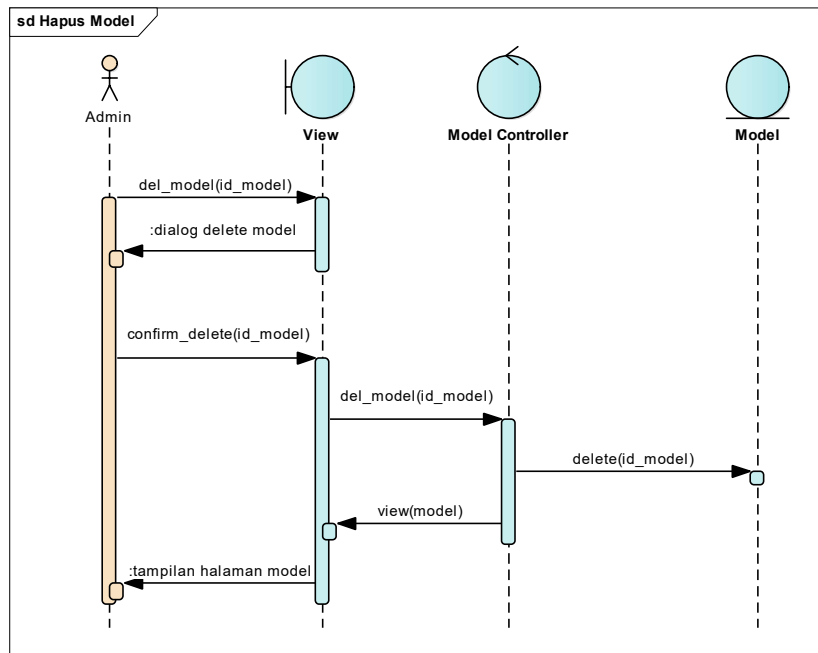 sd Hapus Model
Admin
View
Model Controller
Model
del_model(id_model)
:dialog delete model
confirm_delete(id_model)
del_model(id_model)
delete(id_model)
view(model)
:tampilan halaman model